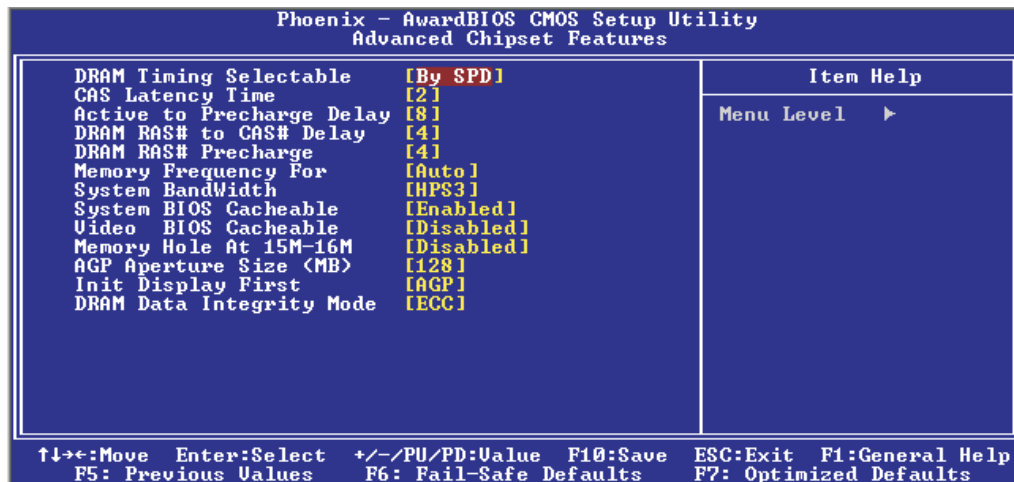 Phoenix - AwardBIOS CMOS Setup Utility
Advanced Chipset Features
DRAM Timing Selectable [By SPD]
CAS Latency Time [2]
Active to Precharge Delay [8]
DRAM RAS# to CAS# Delay [4]
DRAM RAS# Precharge [4]
Memory Frequency For [Auto]
System BandWidth [HPS3]
System BIOS Cacheable [Enabled]
Video BIOS Cacheable [Disabled]
Memory Hole At 15M-16M [Disabled]
AGP Aperture Size (MB) [128]
Init Display First [AGP]
DRAM Data Integrity Mode [ECC]
Item Help
Menu Level ►
↑↓→←:Move Enter:Select +/-/PU/PD:Value F10:Save ESC:Exit F1:General Help
F5: Previous Values F6: Fail-Safe Defaults F7: Optimized Defaults